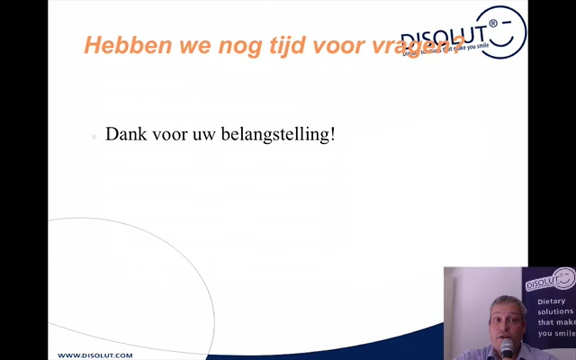 Hebben we nog tijd voor vragen?
DISOLUT®
Dietary solutions that make you smile
Dank voor uw belangstelling!
DISOLUT
Dietary
solutions
that make
you smile
WWW.DISOLUT.COM